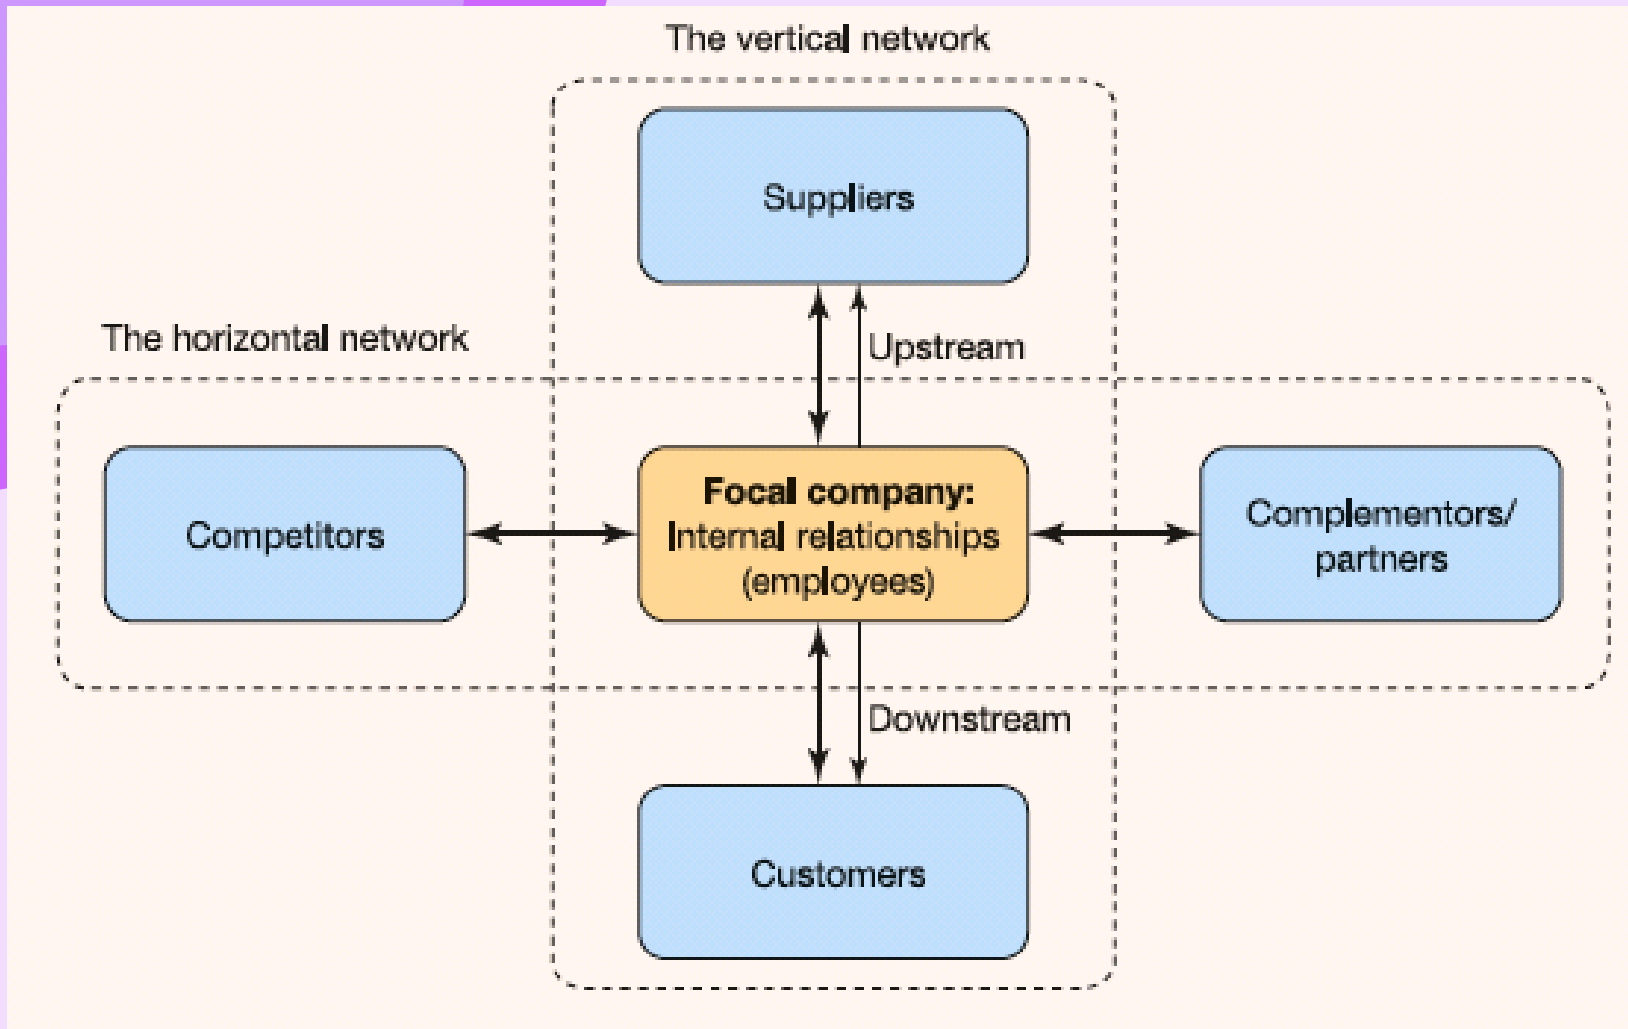 The vertical network
Suppliers
Upstream
The horizontal network
Competitors
Focal company:
Internal relationships
(employees)
Complementors/
partners
Downstream
Customers